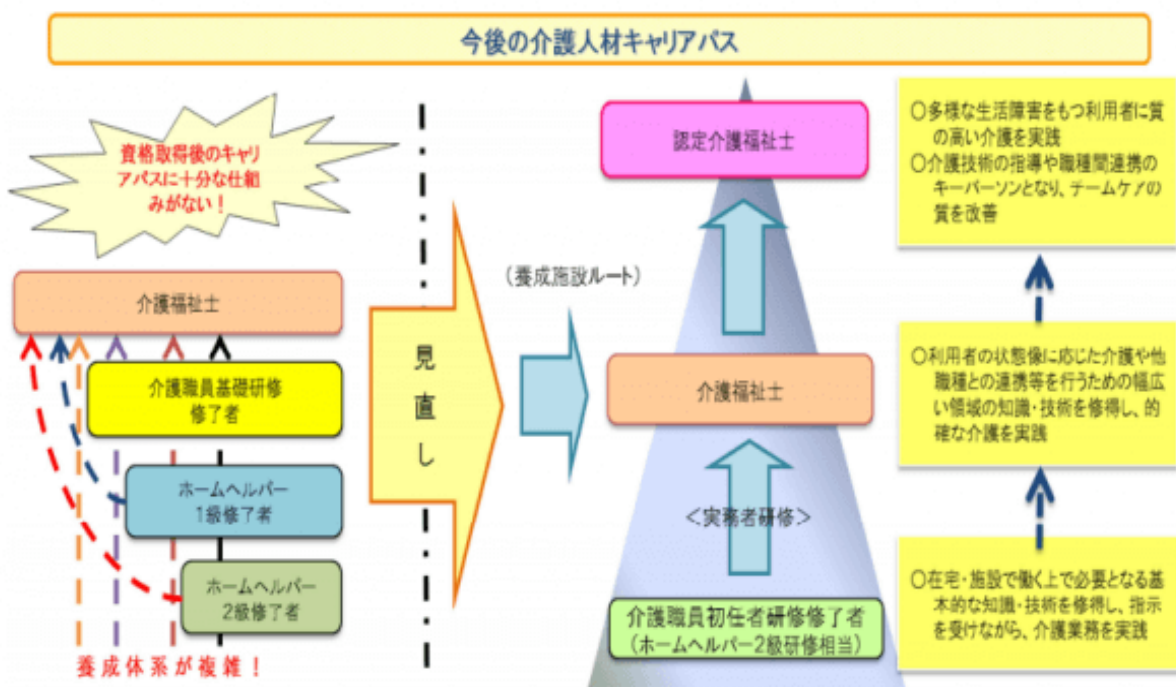 今後の介護人材キャリアパス
資格取得後のキャリ
アパスに十分な仕組
みがない!
介護福祉士
介護職員基礎研修
修了者
ホームヘルパー
1級修了者
ホームヘルパー
2級修了者
養成体系が複雑!
見直し
(養成施設ルート)
認定介護福祉士
介護福祉士
<実務者研修>
介護職員初任者研修修了者
(ホームヘルパー2級研修相当)
○多様な生活障害をもつ利用者に質
の高い介護を実践
○介護技術の指導や職種間連携の
キーパーソンとなり、チームケアの
質を改善
○利用者の状態像に応じた介護や他
職種との連携等を行うための幅広
い領域の知識・技術を修得し、的
確な介護を実践
○在宅・施設で働く上で必要となる基
本的な知識・技術を修得し、指示
を受けながら、介護業務を実践